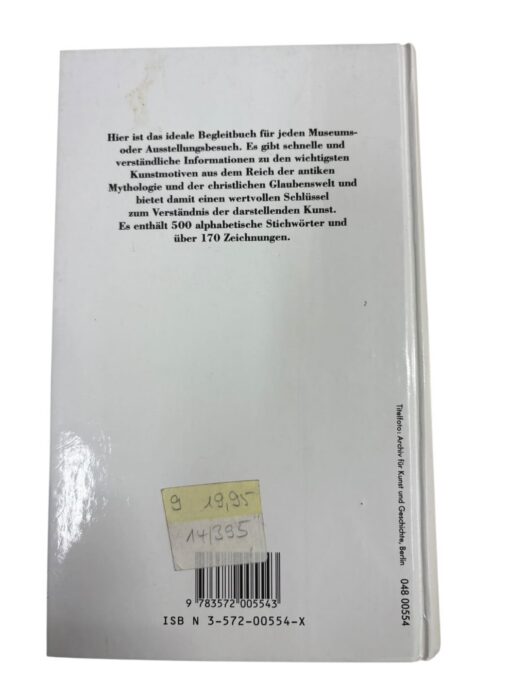 Hier ist das ideale Begleitbuch für jeden Museums-
oder Ausstellungsbesuch. Es gibt schnelle und
verständliche Informationen zu den wichtigsten
Kunstmotiven aus dem Reich der antiken
Mythologie und der christlichen Glaubenswelt und
bietet damit einen wertvollen Schlüssel
zum Verständnis der darstellenden Kunst.
Es enthält 500 alphabetische Stichwörter und
über 170 Zeichnungen.
Titelfoto: Archiv für Kunst und Geschichte, Berlin
048 00554
9 19,95
14/395
9 783572 005543
ISB N 3-572-00554-X